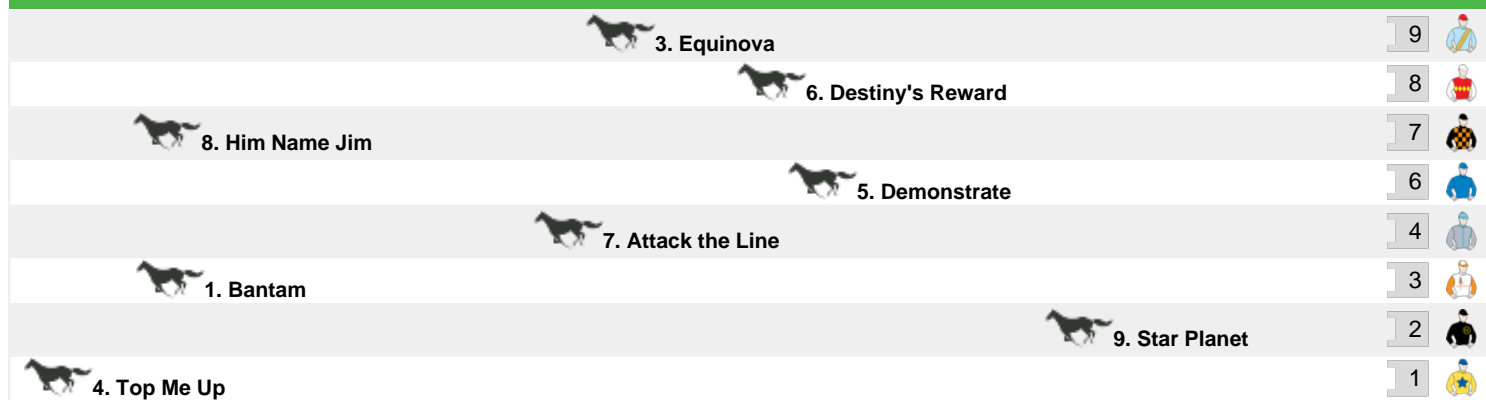 3. Equinova 9
6. Destiny's Reward 8
8. Him Name Jim 7
5. Demonstrate 6
7. Attack the Line 4
1. Bantam 3
9. Star Planet 2
4. Top Me Up 1